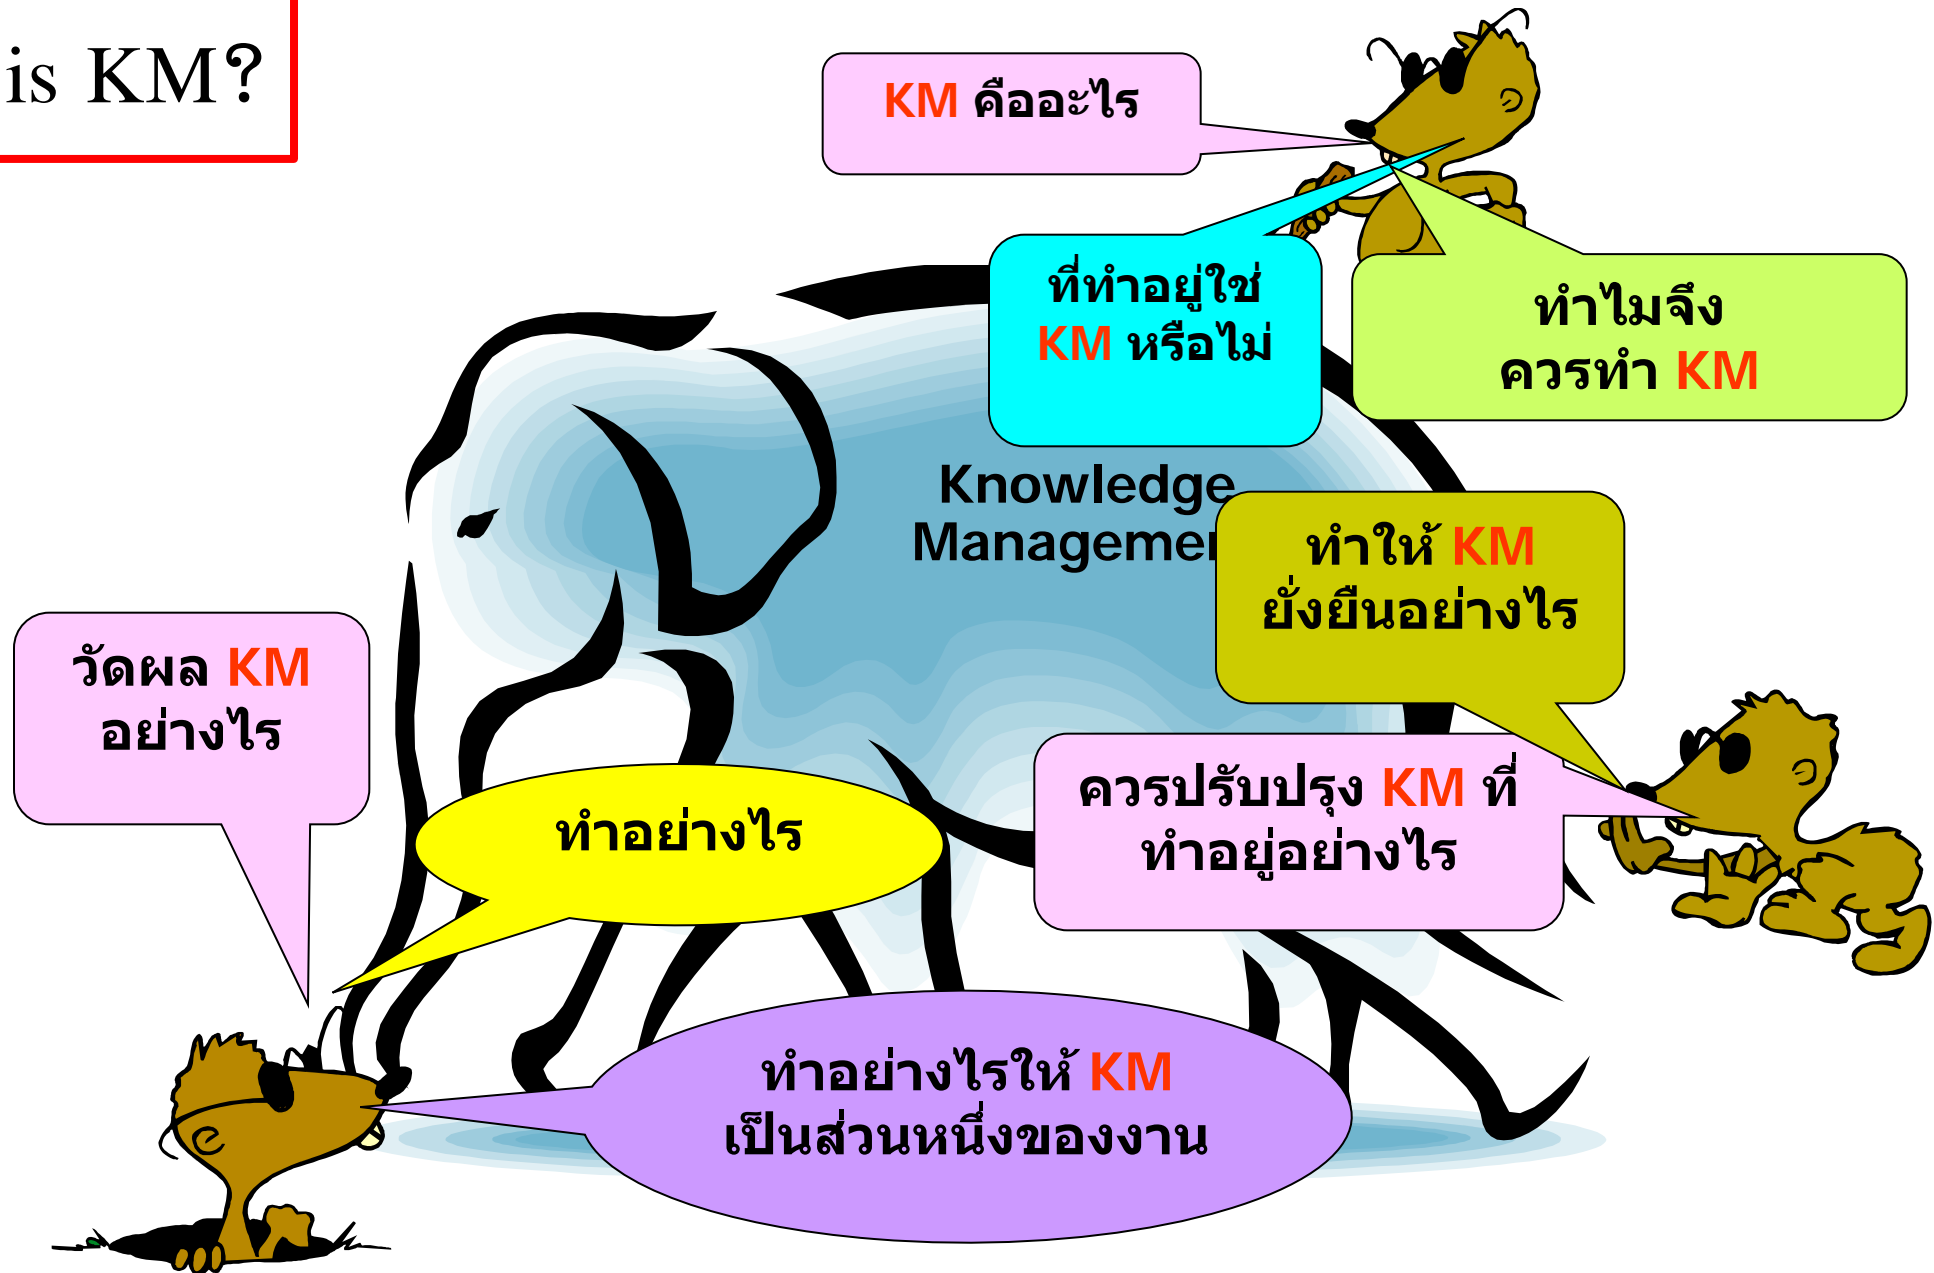 is KM?
KM คืออะไร
ที่ทำอยู่ใช่
KM หรือไม่
ทำไมจึง
ควรทำ KM
Knowledge
Managemen
ทำให้ KM
ยั่งยืนอย่างไร
วัดผล KM
อย่างไร
ควรปรับปรุง KM ที่
ทำอยู่อย่างไร
ทำอย่างไร
ทำอย่างไรให้ KM
เป็นส่วนหนึ่งของงาน